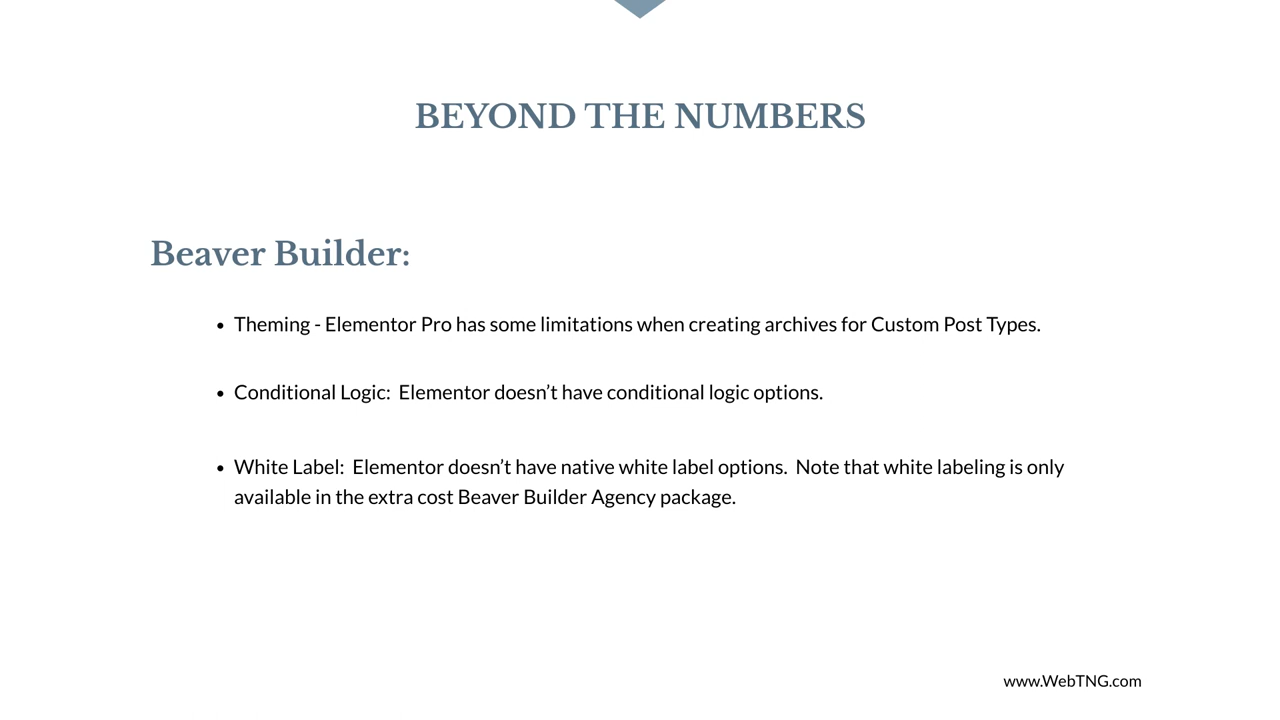 BEYOND THE NUMBERS
Beaver Builder:
• Theming - Elementor Pro has some limitations when creating archives for Custom Post Types.
• Conditional Logic:  Elementor doesn’t have conditional logic options.
• White Label:  Elementor doesn’t have native white label options.  Note that white labeling is only
available in the extra cost Beaver Builder Agency package.
www.WebTNG.com